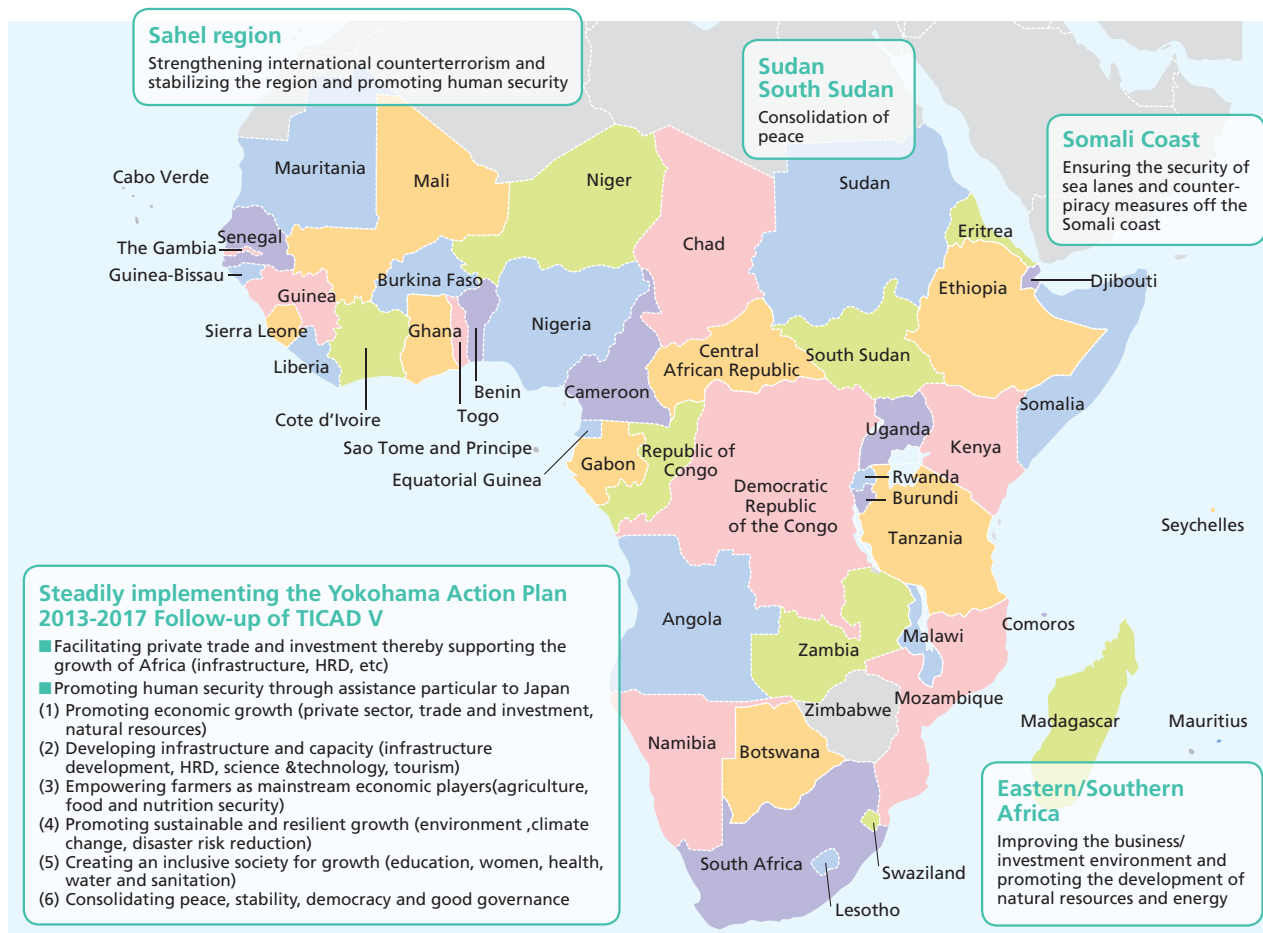 Sahel region
Strengthening international counterterrorism and
stabilizing the region and promoting human security
Sudan
South Sudan
Consolidation of
peace
Somali Coast
Ensuring the security of
sea lanes and counter-
piracy measures off the
Somali coast
Cabo Verde
Mauritania
Mali
Niger
Chad
Sudan
Eritrea
Senegal
The Gambia
Guinea-Bissau
Guinea
Burkina Faso
Djibouti
Ethiopia
Sierra Leone
Ghana
Nigeria
Liberia
Central
African Republic
South Sudan
Cote d’Ivoire
Togo
Benin
Cameroon
Somalia
Sao Tome and Principe
Equatorial Guinea
Gabon
Republic of
Congo
Uganda
Kenya
Democratic
Republic
of the Congo
Rwanda
Burundi
Tanzania
Seychelles
Steadily implementing the Yokohama Action Plan
2013-2017 Follow-up of TICAD V
■Facilitating private trade and investment thereby supporting the
growth of Africa (infrastructure, HRD, etc)
■Promoting human security through assistance particular to Japan
(1) Promoting economic growth (private sector, trade and investment,
natural resources)
(2) Developing infrastructure and capacity (infrastructure
development, HRD, science &technology, tourism)
(3) Empowering farmers as mainstream economic players(agriculture,
food and nutrition security)
(4) Promoting sustainable and resilient growth (environment ,climate
change, disaster risk reduction)
(5) Creating an inclusive society for growth (education, women, health,
water and sanitation)
(6) Consolidating peace, stability, democracy and good governance
Angola
Zambia
Malawi
Comoros
Mozambique
Zimbabwe
Namibia
Botswana
Madagascar
Mauritius
South Africa
Swaziland
Lesotho
Eastern/Southern
Africa
Improving the business/
investment environment and
promoting the development of
natural resources and energy